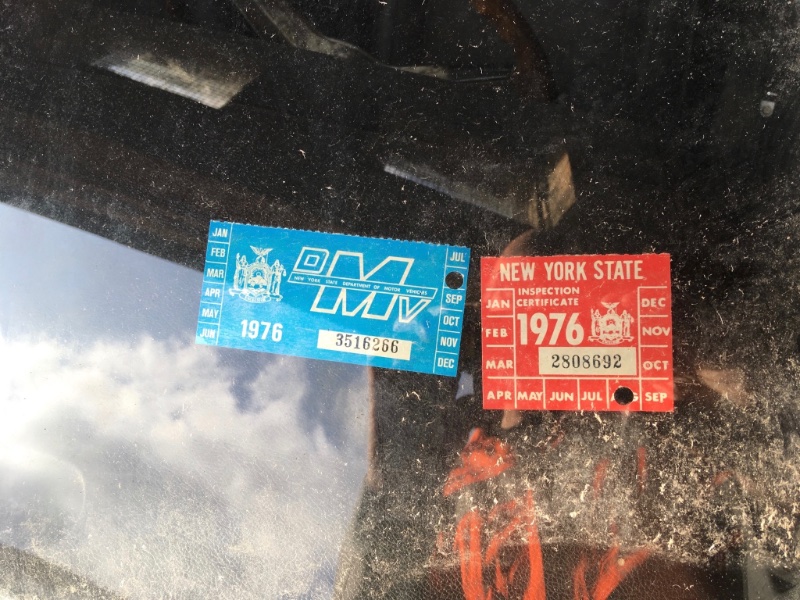 JAN
FEB
MAR
APR
MAY
JUN
DMV
NEW YORK STATE DEPARTMENT OF MOTOR VEHICLES
1976
3516266
JUL
SEP
OCT
NOV
DEC
NEW YORK STATE
INSPECTION
CERTIFICATE
JAN 1976 DEC
FEB NOV
MAR 2808692 OCT
APR MAY JUN JUL SEP